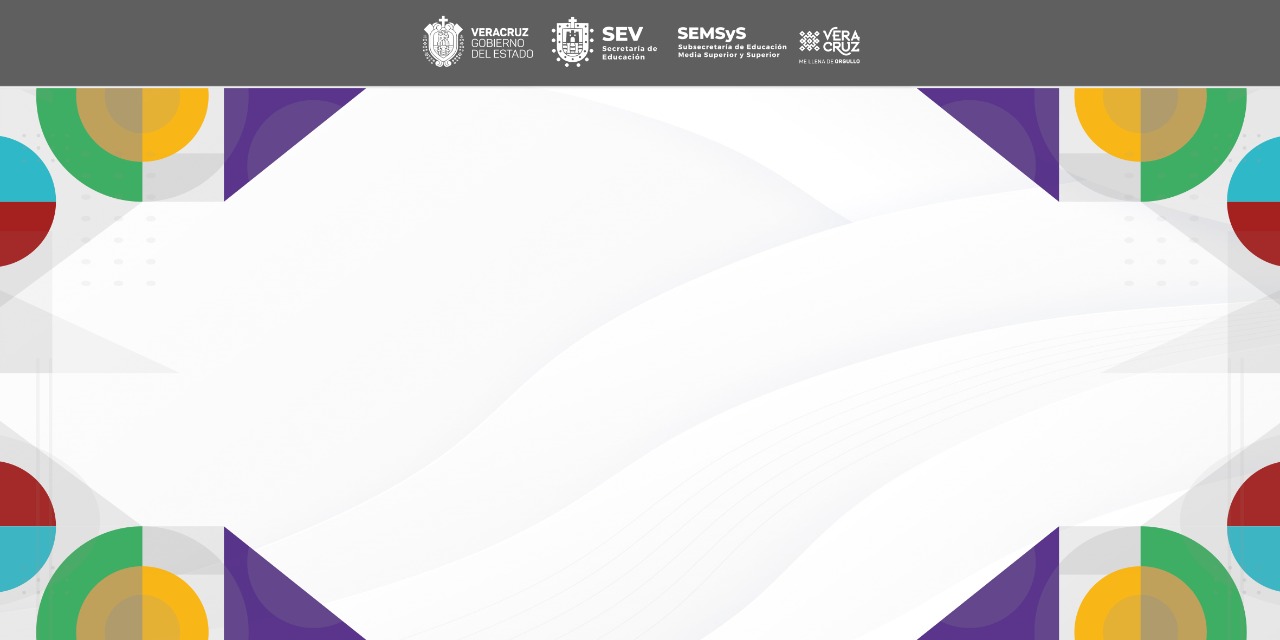 VERACRUZ
GOBIERNO
DEL ESTADO
SEV
Secretaría de
Educación
SEMSyS
Subsecretaría de Educación
Media Superior y Superior
VERA
CRUZ
ME LLENA DE ORGULLO